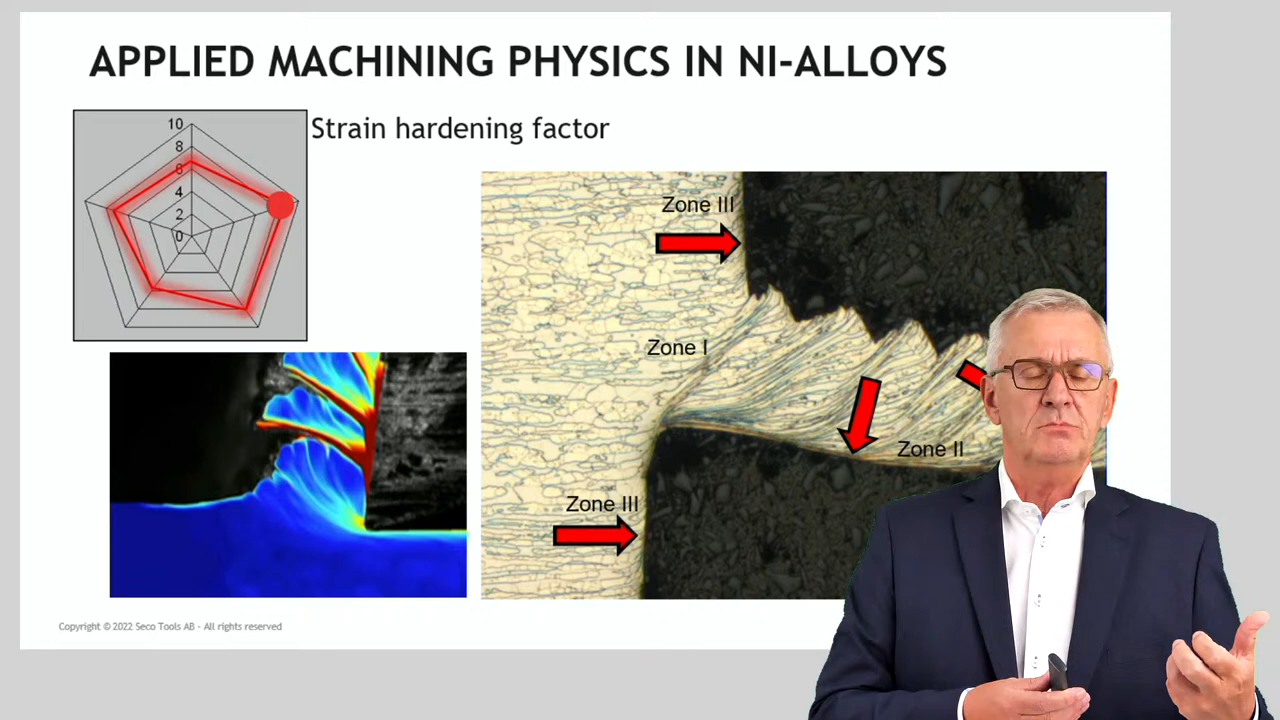 APPLIED MACHINING PHYSICS IN NI-ALLOYS
Strain hardening factor
10
8
6
4
2
0
Zone III
Zone I
Zone II
Zone III
Copyright © 2022 Seco Tools AB - All rights reserved